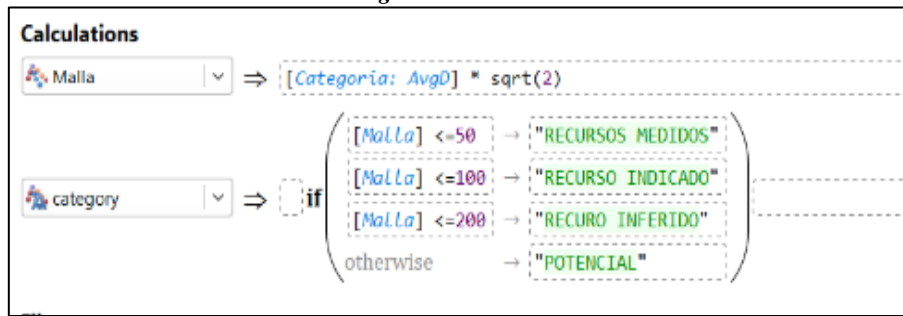 Calculations
Malla ⇒ [Categoria: AvgD] * sqrt(2)
[Malla] <=50 → "RECURSOS MEDIDOS"
[Malla] <=100 → "RECURSO INDICADO"
category ⇒ if
[Malla] <=200 → "RECURO INFERIDO"
otherwise → "POTENCIAL"